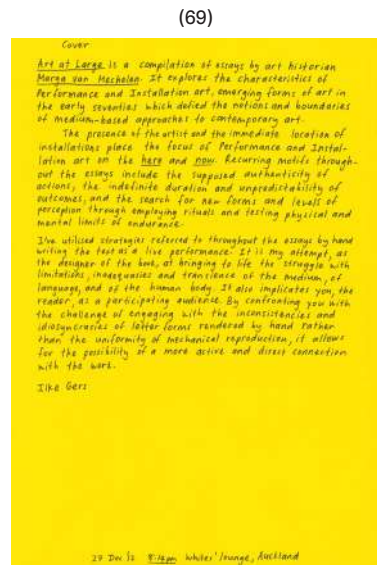 (69)
Cover
Art at Large is a compilation of essays by art historian
Marga van Mechelen. It explores the characteristics of
Performance and Installation art, emerging forms of art in
the early seventies which defied the notions and boundaries
of medium-based approaches to contemporary art.
The presence of the artist and the immediate location of
installations place the focus of Performance and Instal-
lation art on the here and now. Recurring motifs through-
out the essays include the supposed authenticity of
actions, the indefinite duration and unpredictability of
outcomes, and the search for new forms and levels of
perception through employing rituals and testing physical and
mental limits of endurance.
I've utilised strategies referred to throughout the essays by hand
writing the text as a live performance. It is my attempt, as
the designer of the book, at bringing to life the struggle with
limitations, inadequacies and transience of the medium, of
language, and of the human body. It also implicates you, the
reader, as a participating audience. By confronting you with
the challenge of engaging with the inconsistencies and
idiosyncrasies of letter forms rendered by hand rather
than the uniformity of mechanical reproduction, it allows
for the possibility of a more active and direct connection
with the work.
Ilke Gers
27 Dec '12 8:14pm Whites' lounge, Auckland